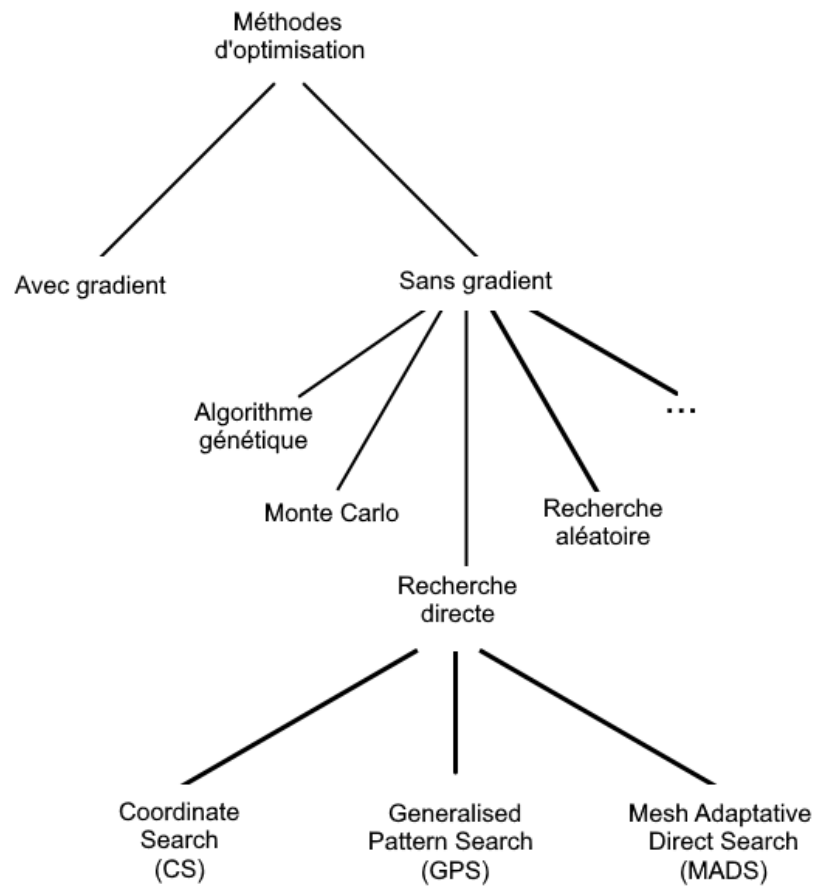 Méthodes
d'optimisation
Avec gradient
Sans gradient
Algorithme
génétique
...
Monte Carlo
Recherche
aléatoire
Recherche
directe
Coordinate
Search
(CS)
Generalised
Pattern Search
(GPS)
Mesh Adaptative
Direct Search
(MADS)